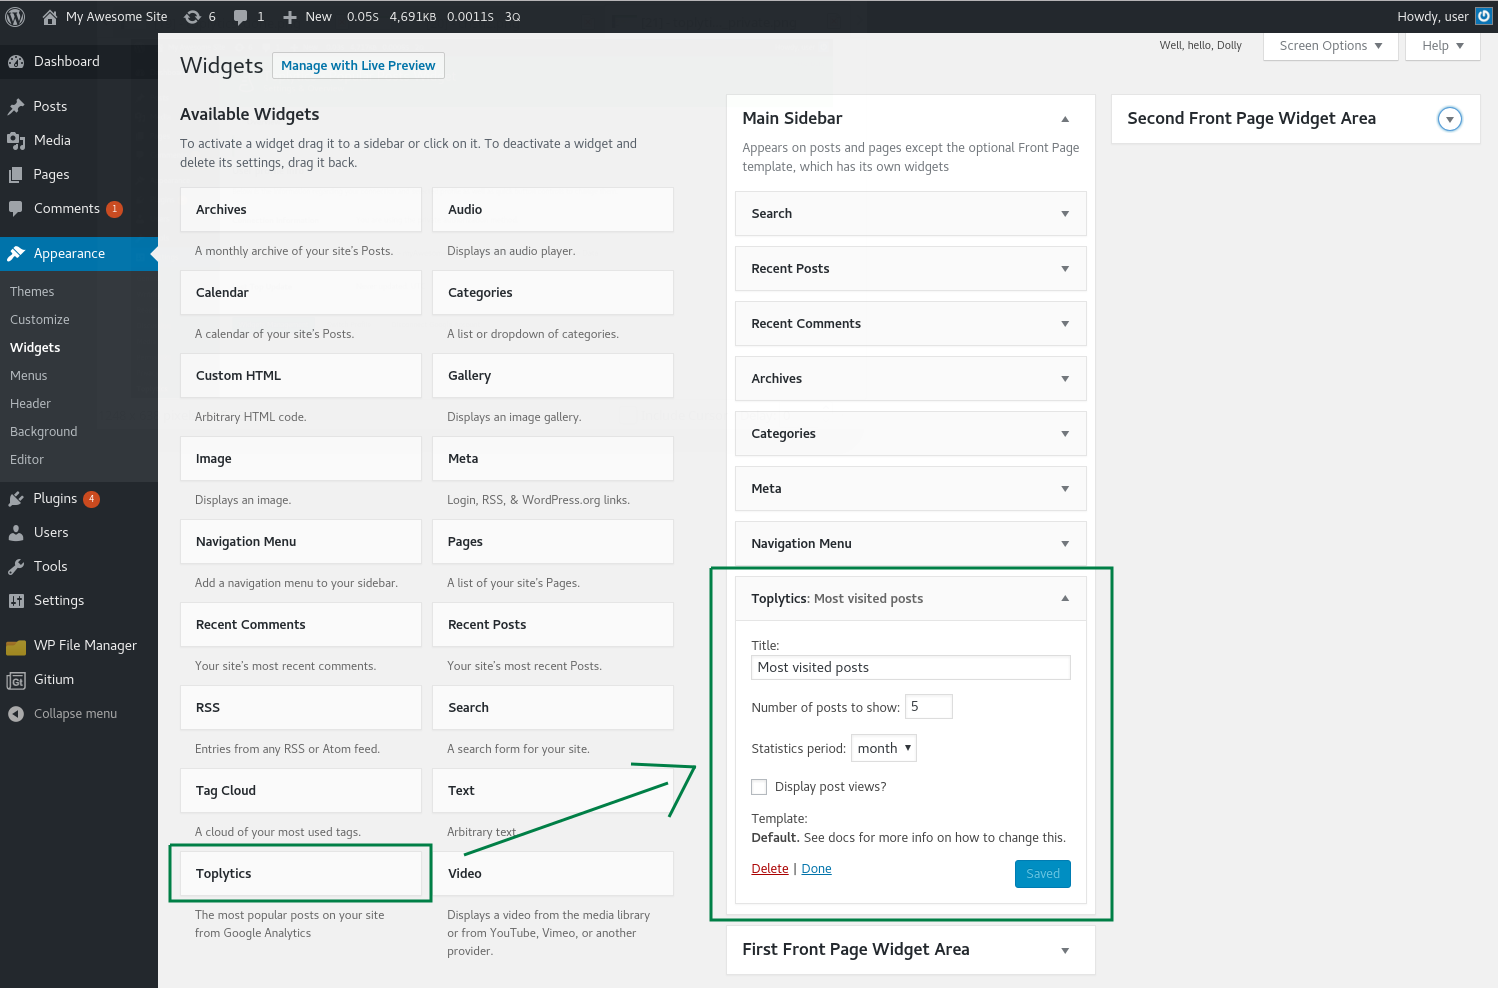 My Awesome Site 6 1 New 0.05S 4,691KB 0.0011S 3Q Howdy, user
Dashboard
Posts
Media
Pages
Comments 1
Appearance
Themes
Customize
Widgets
Menus
Header
Background
Editor
Plugins 4
Users
Tools
Settings
WP File Manager
Gitium
Collapse menu
Well, hello, Dolly Screen Options Help
Widgets Manage with Live Preview
Available Widgets
To activate a widget drag it to a sidebar or click on it. To deactivate a widget and
delete its settings, drag it back.
Archives
A monthly archive of your site's Posts.
Audio
Displays an audio player.
Calendar
A calendar of your site's Posts.
Categories
A list or dropdown of categories.
Custom HTML
Arbitrary HTML code.
Gallery
Displays an image gallery.
Image
Displays an image.
Meta
Login, RSS, & WordPress.org links.
Navigation Menu
Add a navigation menu to your sidebar.
Pages
A list of your site's Pages.
Recent Comments
Your site's most recent comments.
Recent Posts
Your site's most recent Posts.
RSS
Entries from any RSS or Atom feed.
Search
A search form for your site.
Tag Cloud
A cloud of your most used tags.
Text
Arbitrary text.
Toplytics
The most popular posts on your site
from Google Analytics
Video
Displays a video from the media library
or from YouTube, Vimeo, or another
provider.
Main Sidebar
Appears on posts and pages except the optional Front Page
template, which has its own widgets
Search
Recent Posts
Recent Comments
Archives
Categories
Meta
Navigation Menu
Toplytics: Most visited posts
Title:
Most visited posts
Number of posts to show: 5
Statistics period: month
Display post views?
Template:
Default. See docs for more info on how to change this.
Delete | Done Saved
First Front Page Widget Area
Second Front Page Widget Area